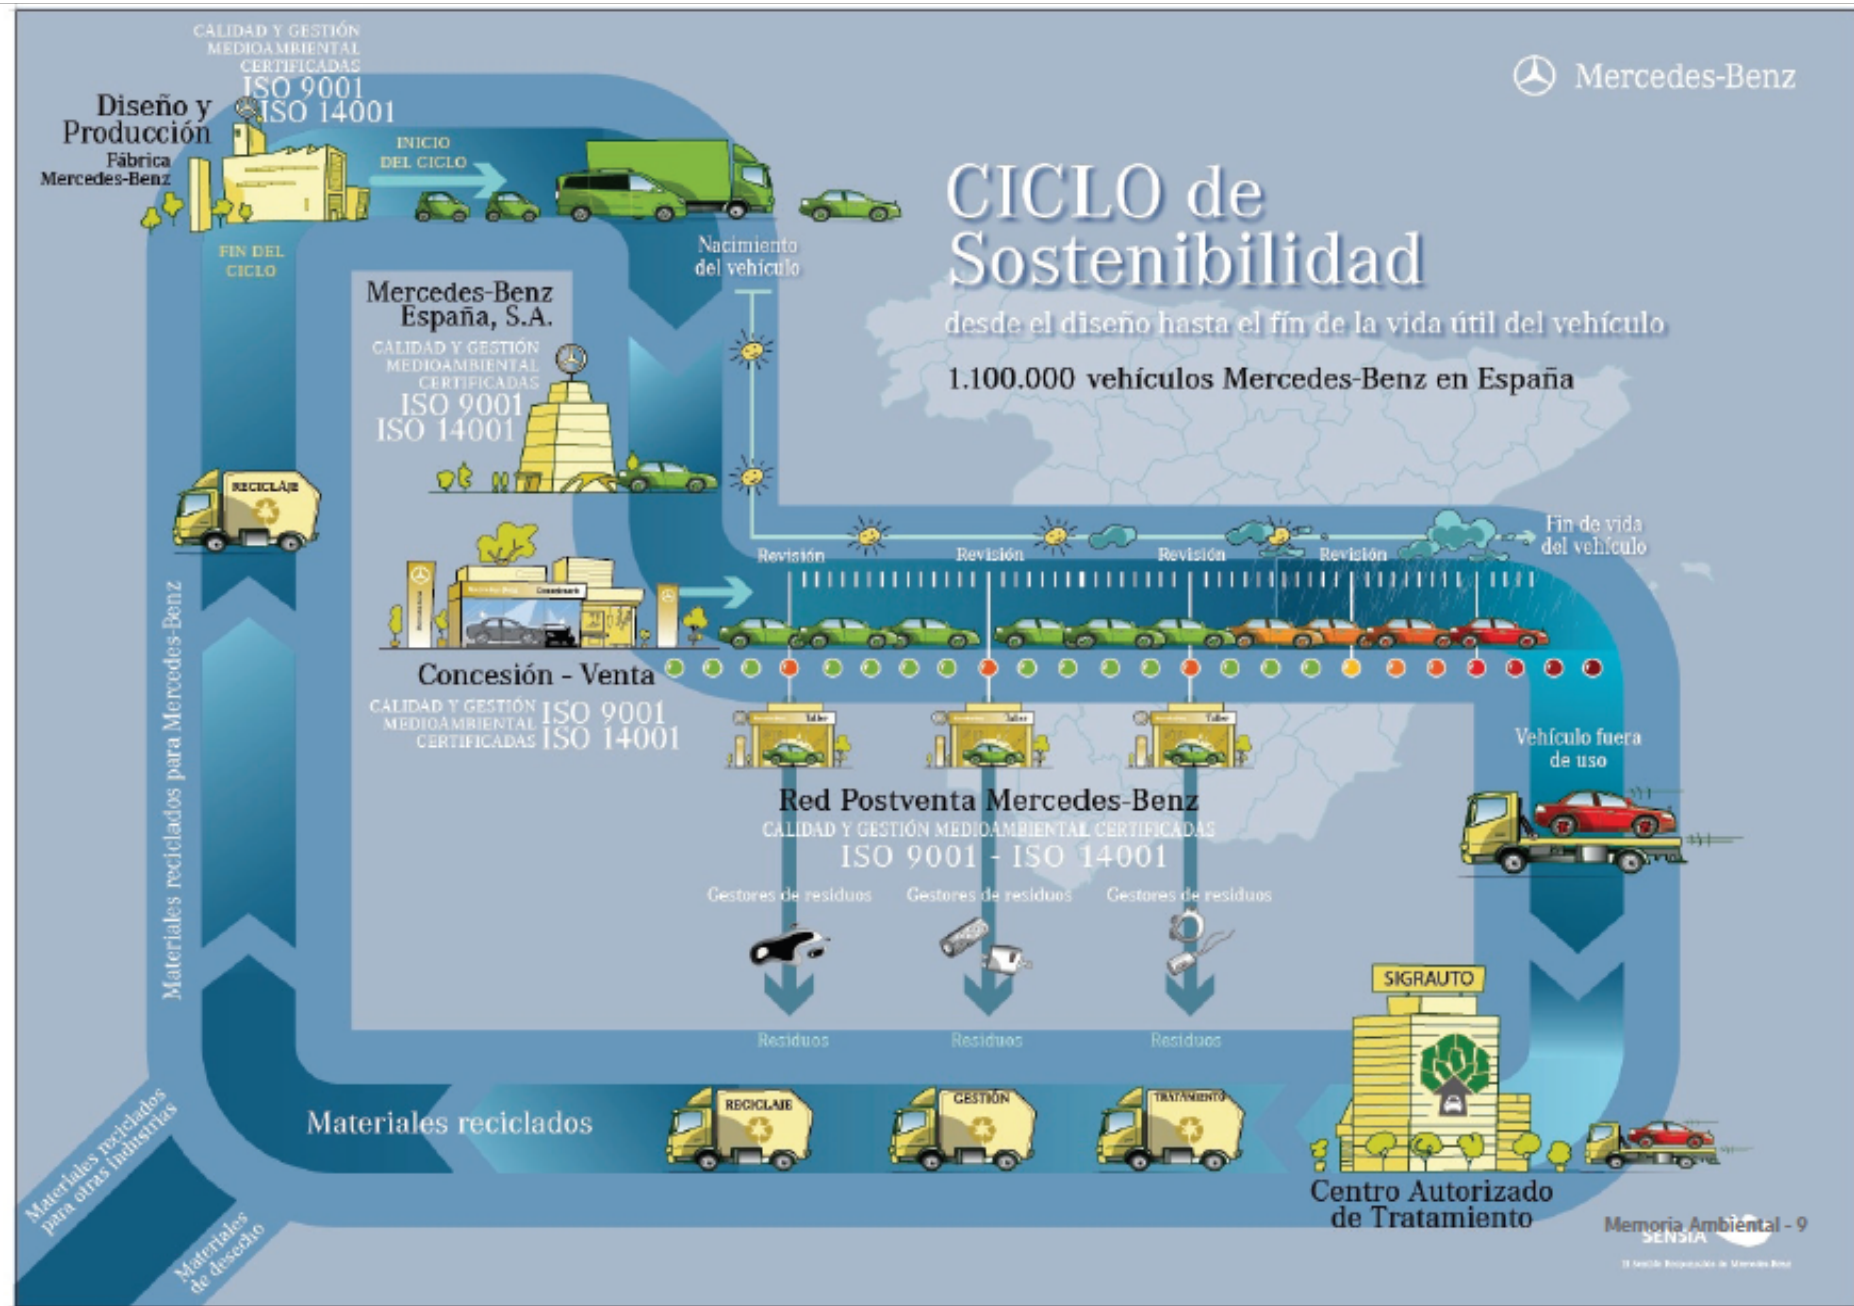 CALIDAD Y GESTIÓN
MEDIOAMBIENTAL
CERTIFICADAS
ISO 9001
ISO 14001
Diseño y
Producción
Fábrica
Mercedes-Benz
INICIO
DEL CICLO
FIN DEL
CICLO
Mercedes-Benz
CICLO de
Sostenibilidad
desde el diseño hasta el fín de la vida útil del vehículo
1.100.000 vehículos Mercedes-Benz en España
Nacimiento
del vehículo
Mercedes-Benz
España, S.A.
CALIDAD Y GESTIÓN
MEDIOAMBIENTAL
CERTIFICADAS
ISO 9001
ISO 14001
RECICLAJE
Revisión
Revisión
Revisión
Revisión
Fin de vida
del vehículo
Concesión - Venta
CALIDAD Y GESTIÓN
MEDIOAMBIENTAL
CERTIFICADAS
ISO 9001
ISO 14001
Taller
Taller
Taller
Vehículo fuera
de uso
Red Postventa Mercedes-Benz
CALIDAD Y GESTIÓN MEDIOAMBIENTAL CERTIFICADAS
ISO 9001 - ISO 14001
Gestores de residuos
Gestores de residuos
Gestores de residuos
Residuos
Residuos
Residuos
Materiales reciclados para Mercedes-Benz
SIGRAUTO
Materiales reciclados
RECICLAJE
GESTIÓN
TRATAMIENTO
Centro Autorizado
de Tratamiento
Materiales reciclados
para otras industrias
Materiales
de desecho
Memoria Ambiental - 9
SENSIA